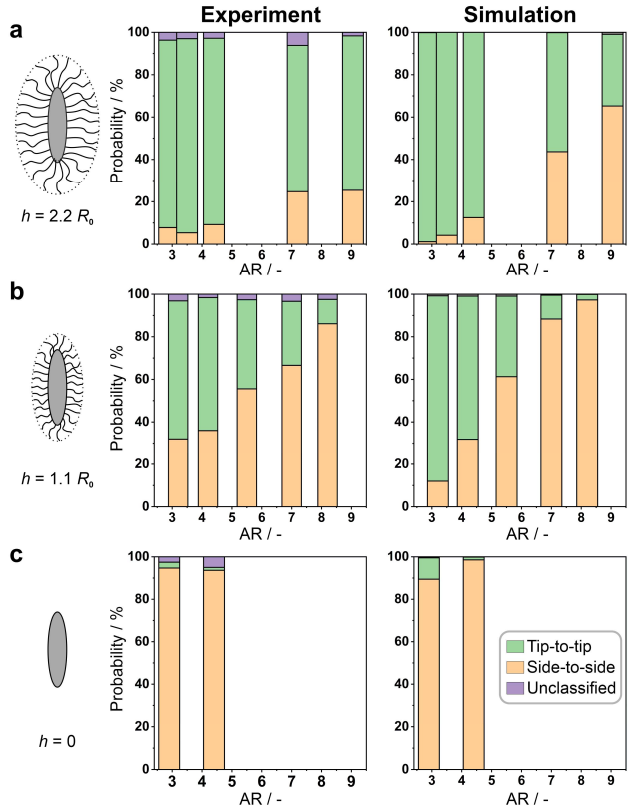 Experiment
Simulation
a
100
80
60
40
20
0
Probability / %
3 4 5 6 7 8 9
AR / -
100
80
60
40
20
0
3 4 5 6 7 8 9
AR / -
h = 2.2 R₀
b
100
80
60
40
20
0
Probability / %
3 4 5 6 7 8 9
AR / -
100
80
60
40
20
0
3 4 5 6 7 8 9
AR / -
h = 1.1 R₀
c
100
80
60
40
20
0
Probability / %
3 4 5 6 7 8 9
AR / -
100
80
60
40
20
0
3 4 5 6 7 8 9
AR / -
Tip-to-tip
Side-to-side
Unclassified
h = 0